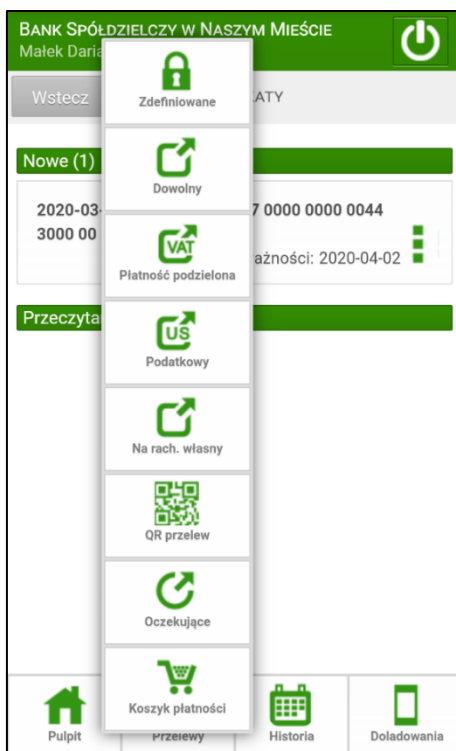 BANK SPÓŁDZIELCZY W NASZYM MIEŚCIE
Małek Daria
Wstecz
Zdefiniowane
Dowolny
VAT
Płatność podzielona
US
Podatkowy
Na rach. własny
QR przelew
Oczekujące
Koszyk płatności
Nowe (1)
2020-03- 7 0000 0000 0044
3000 00
ażności: 2020-04-02
Pulpit
Przelewy
Historia
Doładowania